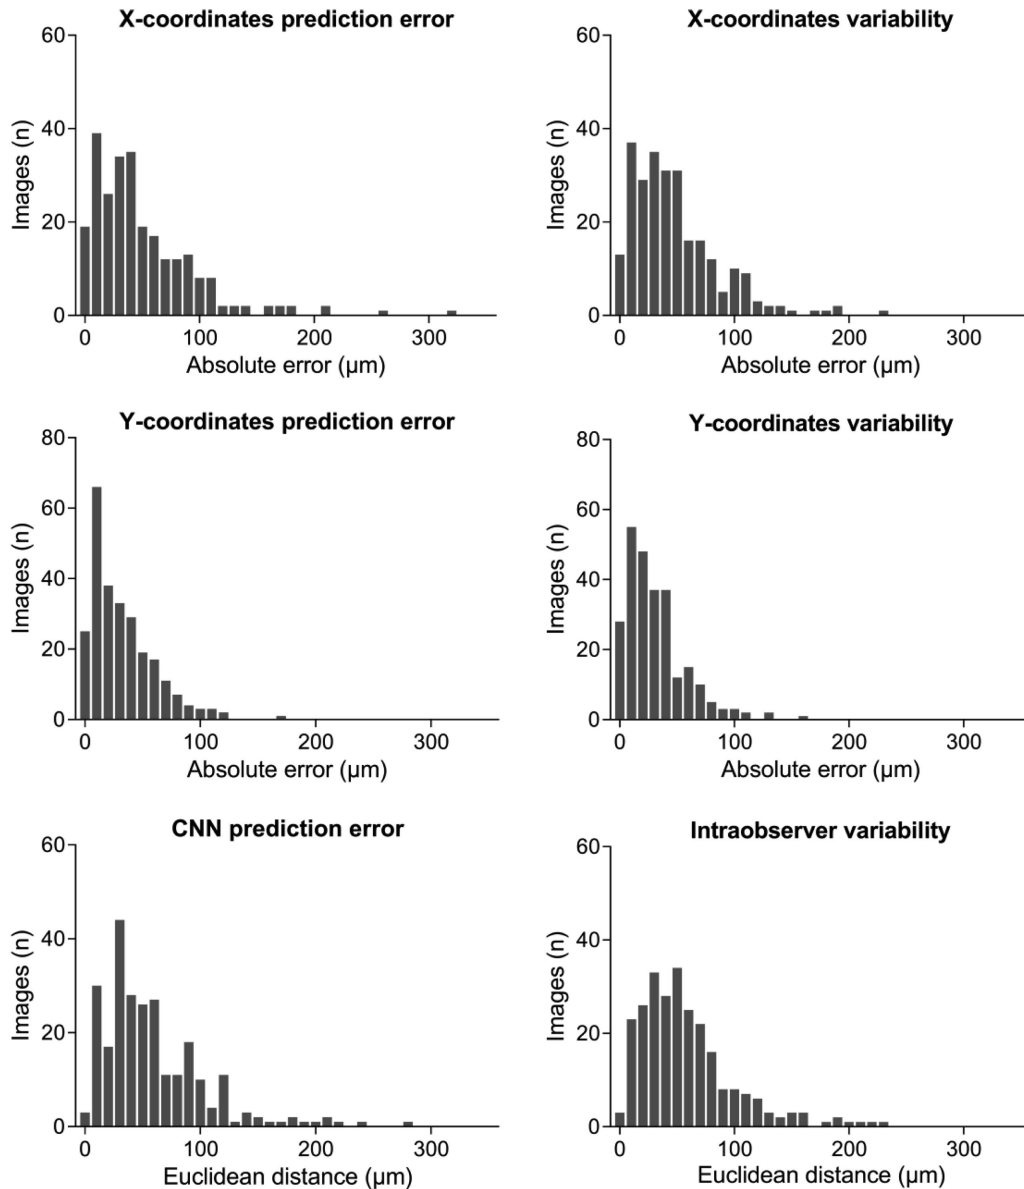 X-coordinates prediction error
60
40
20
0
Images (n)
0 100 200 300
Absolute error (µm)
X-coordinates variability
60
40
20
0
Images (n)
0 100 200 300
Absolute error (µm)
Y-coordinates prediction error
80
60
40
20
0
Images (n)
0 100 200 300
Absolute error (µm)
Y-coordinates variability
80
60
40
20
0
Images (n)
0 100 200 300
Absolute error (µm)
CNN prediction error
60
40
20
0
Images (n)
0 100 200 300
Euclidean distance (µm)
Intraobserver variability
60
40
20
0
Images (n)
0 100 200 300
Euclidean distance (µm)